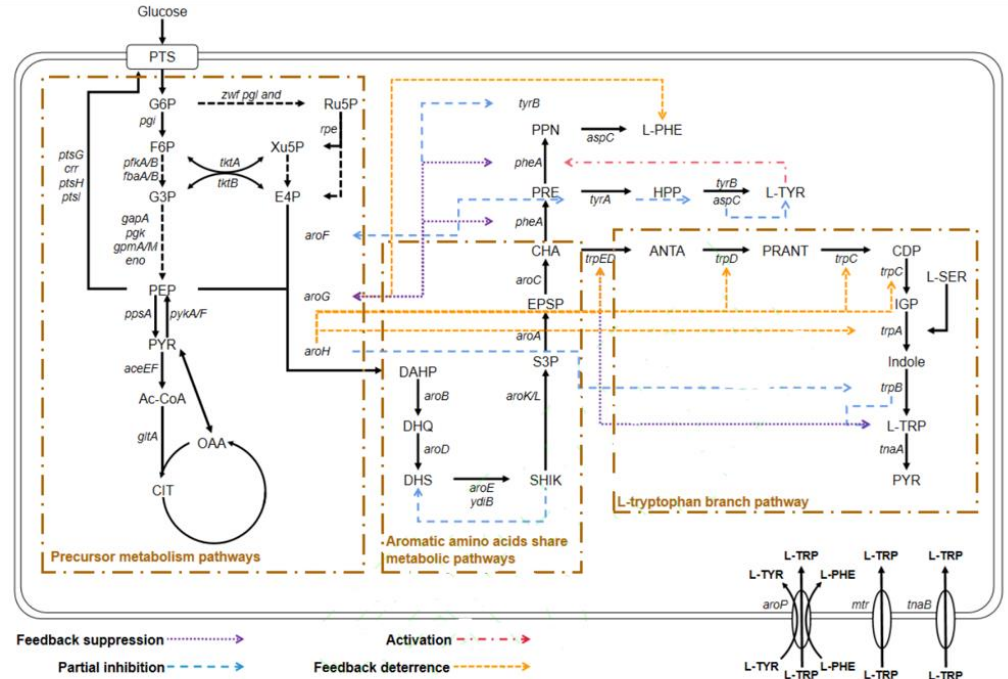 Glucose
PTS
G6P
zwf pgl and
Ru5P
pgi
rpe
F6P
Xu5P
ptsG
crr
ptsH
ptsI
pfkA/B
fbaA/B
tktA
tktB
G3P
E4P
gapA
pgk
gpmA/M
eno
PEP
ppsA
pykA/F
PYR
aceEF
Ac-CoA
gltA
OAA
CIT
Precursor metabolism pathways
aroF
aroG
aroH
tyrB
PPN
aspC
L-PHE
pheA
PRE
tyrA
HPP
tyrB
aspC
L-TYR
pheA
CHA
aroC
EPSP
aroA
S3P
DAHP
aroB
aroK/L
DHQ
aroD
DHS
aroE
ydiB
SHIK
Aromatic amino acids share
metabolic pathways
trpED
ANTA
trpD
PRANT
trpC
CDP
trpC
L-SER
IGP
trpA
Indole
trpB
L-TRP
tnaA
PYR
L-tryptophan branch pathway
L-TRP
L-TRP
L-TRP
L-TYR
L-PHE
aroP
mtr
tnaB
L-TYR
L-PHE
L-TRP
L-TRP
L-TRP
Feedback suppression
Activation
Partial inhibition
Feedback deterrence